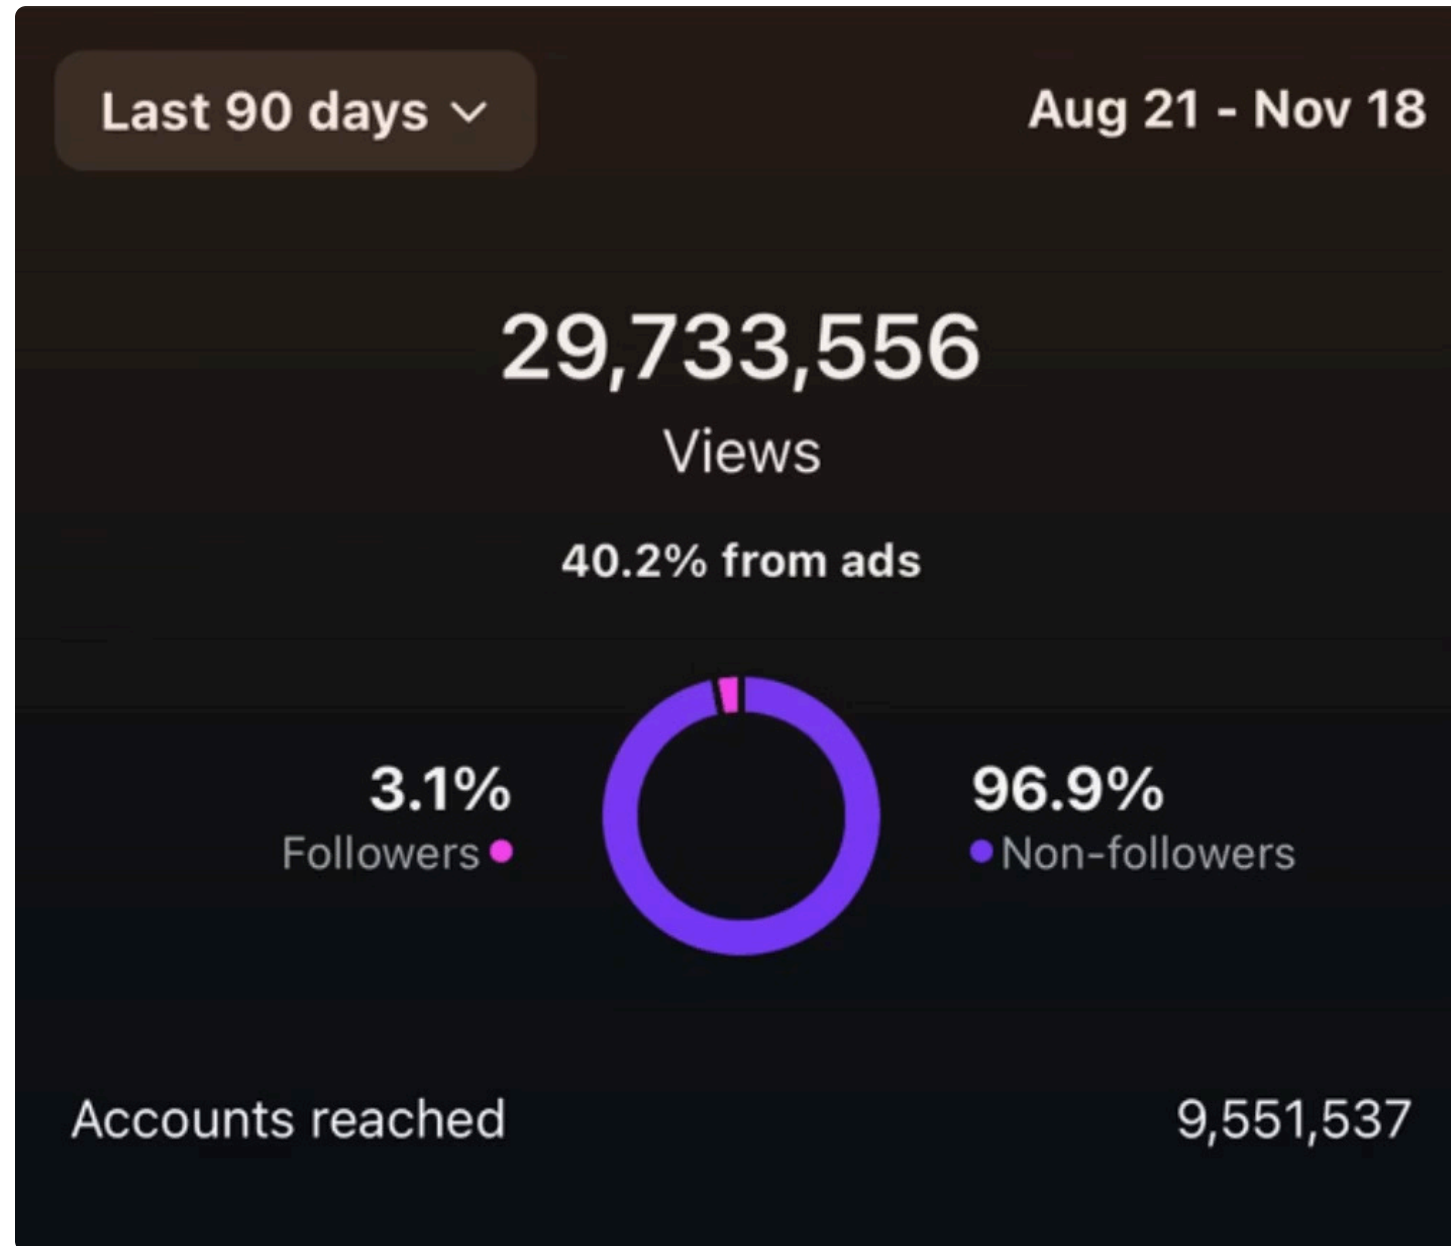 Last 90 days
Aug 21 - Nov 18
29,733,556
Views
40.2% from ads
3.1%
Followers
96.9%
Non-followers
Accounts reached
9,551,537